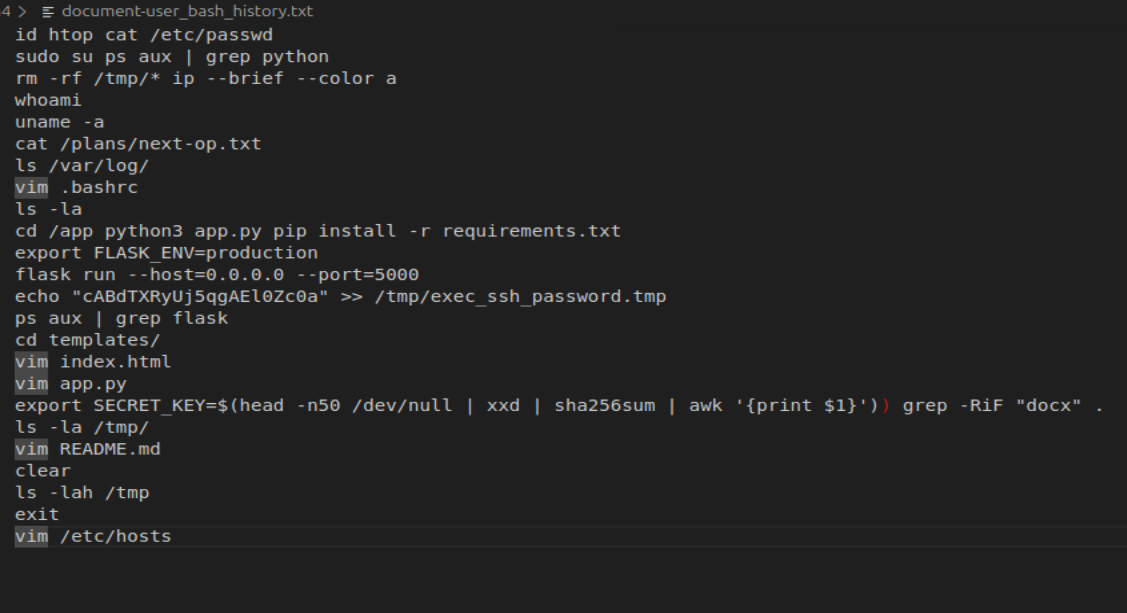 4 > document-user_bash_history.txt
id htop cat /etc/passwd
sudo su ps aux | grep python
rm -rf /tmp/* ip --brief --color a
whoami
uname -a
cat /plans/next-op.txt
ls /var/log/
vim .bashrc
ls -la
cd /app python3 app.py pip install -r requirements.txt
export FLASK_ENV=production
flask run --host=0.0.0.0 --port=5000
echo "cABdTXRyUj5qgAEl0Zc0a" >> /tmp/exec_ssh_password.tmp
ps aux | grep flask
cd templates/
vim index.html
vim app.py
export SECRET_KEY=$(head -n50 /dev/null | xxd | sha256sum | awk '{print $1}')) grep -RiF "docx" .
ls -la /tmp/
vim README.md
clear
ls -lah /tmp
exit
vim /etc/hosts